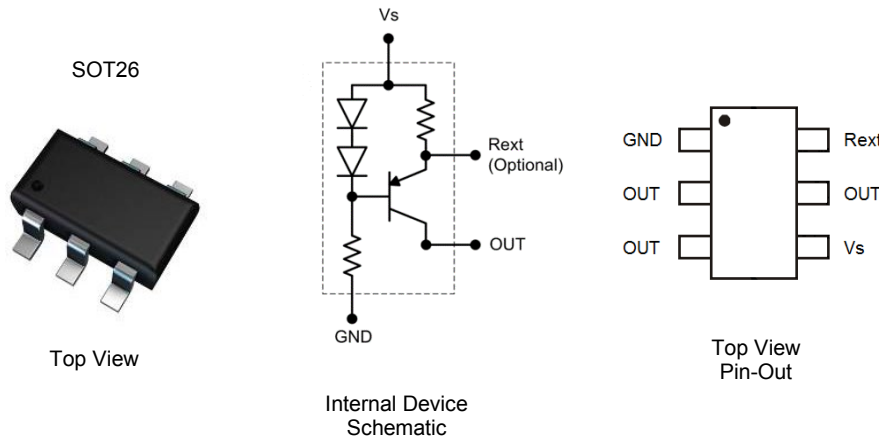 SOT26
Top View
Vs
Rext
(Optional)
OUT
GND
Internal Device
Schematic
GND
Rext
OUT
OUT
OUT
Vs
Top View
Pin-Out